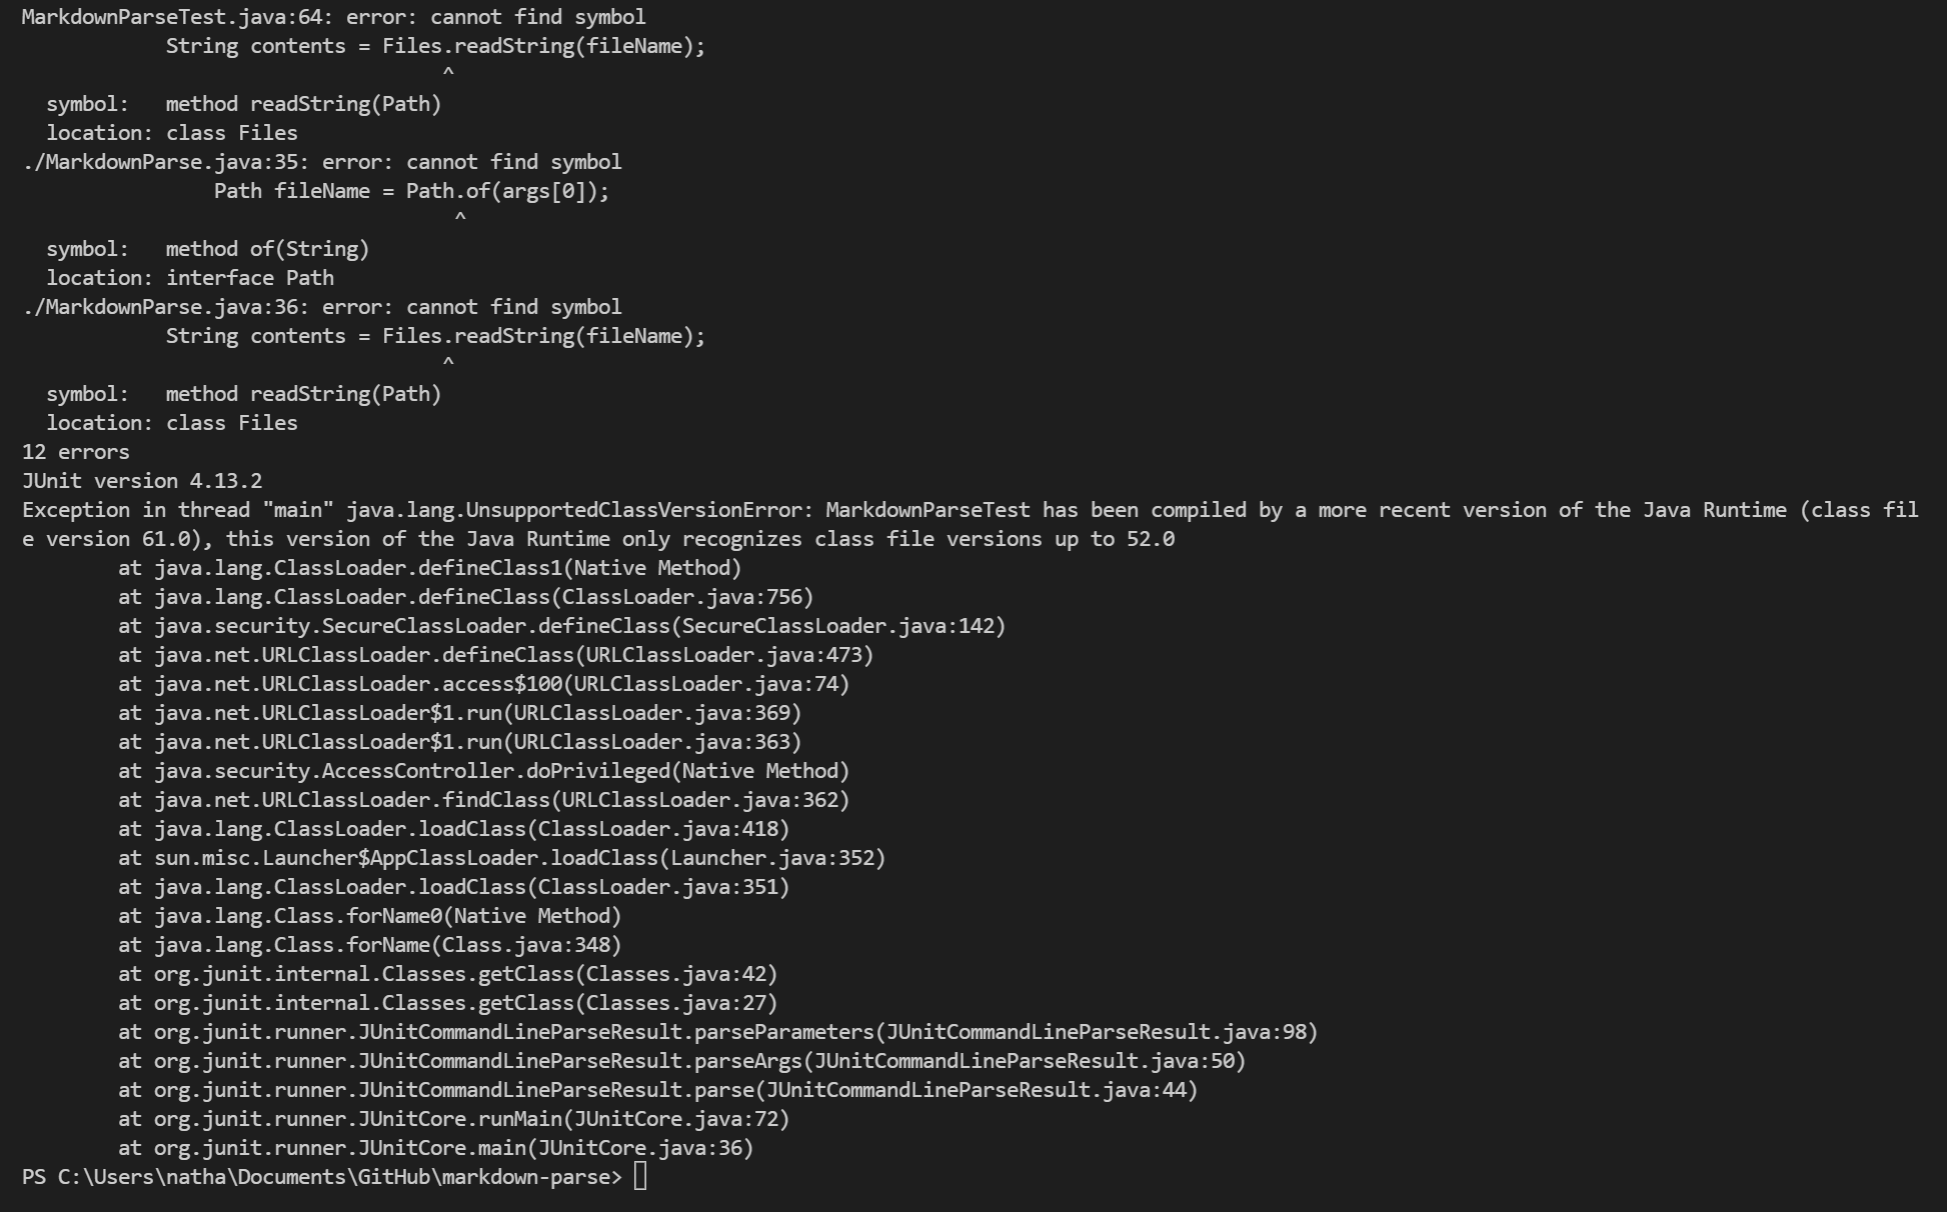 MarkdownParseTest.java:64: error: cannot find symbol
            String contents = Files.readString(fileName);
                                   ^
  symbol:   method readString(Path)
  location: class Files
./MarkdownParse.java:35: error: cannot find symbol
                Path fileName = Path.of(args[0]);
                                    ^
  symbol:   method of(String)
  location: interface Path
./MarkdownParse.java:36: error: cannot find symbol
            String contents = Files.readString(fileName);
                                   ^
  symbol:   method readString(Path)
  location: class Files
12 errors
JUnit version 4.13.2
Exception in thread "main" java.lang.UnsupportedClassVersionError: MarkdownParseTest has been compiled by a more recent version of the Java Runtime (class fil
e version 61.0), this version of the Java Runtime only recognizes class file versions up to 52.0
        at java.lang.ClassLoader.defineClass1(Native Method)
        at java.lang.ClassLoader.defineClass(ClassLoader.java:756)
        at java.security.SecureClassLoader.defineClass(SecureClassLoader.java:142)
        at java.net.URLClassLoader.defineClass(URLClassLoader.java:473)
        at java.net.URLClassLoader.access$100(URLClassLoader.java:74)
        at java.net.URLClassLoader$1.run(URLClassLoader.java:369)
        at java.net.URLClassLoader$1.run(URLClassLoader.java:363)
        at java.security.AccessController.doPrivileged(Native Method)
        at java.net.URLClassLoader.findClass(URLClassLoader.java:362)
        at java.lang.ClassLoader.loadClass(ClassLoader.java:418)
        at sun.misc.Launcher$AppClassLoader.loadClass(Launcher.java:352)
        at java.lang.ClassLoader.loadClass(ClassLoader.java:351)
        at java.lang.Class.forName0(Native Method)
        at java.lang.Class.forName(Class.java:348)
        at org.junit.internal.Classes.getClass(Classes.java:42)
        at org.junit.internal.Classes.getClass(Classes.java:27)
        at org.junit.runner.JUnitCommandLineParseResult.parseParameters(JUnitCommandLineParseResult.java:98)
        at org.junit.runner.JUnitCommandLineParseResult.parseArgs(JUnitCommandLineParseResult.java:50)
        at org.junit.runner.JUnitCommandLineParseResult.parse(JUnitCommandLineParseResult.java:44)
        at org.junit.runner.JUnitCore.runMain(JUnitCore.java:72)
        at org.junit.runner.JUnitCore.main(JUnitCore.java:36)
PS C:\Users\natha\Documents\GitHub\markdown-parse>